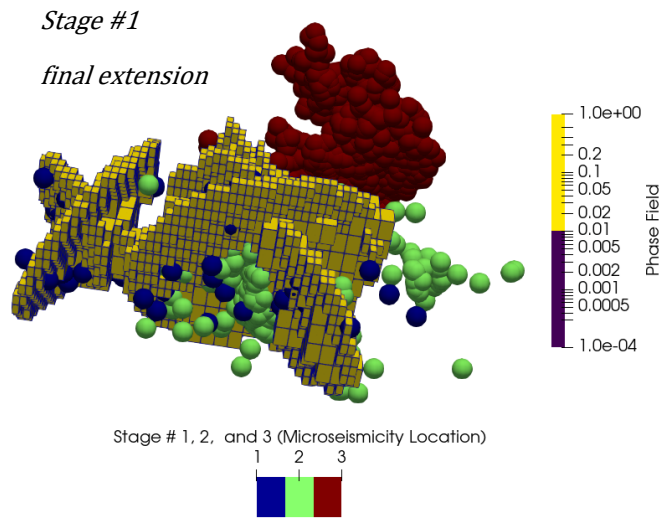 Stage #1
final extension
1.0e+00
0.2
0.1
0.05
0.02
0.01
0.005
0.002
0.001
0.0005
1.0e-04
Phase Field
Stage # 1, 2, and 3 (Microseismicity Location)
1 2 3